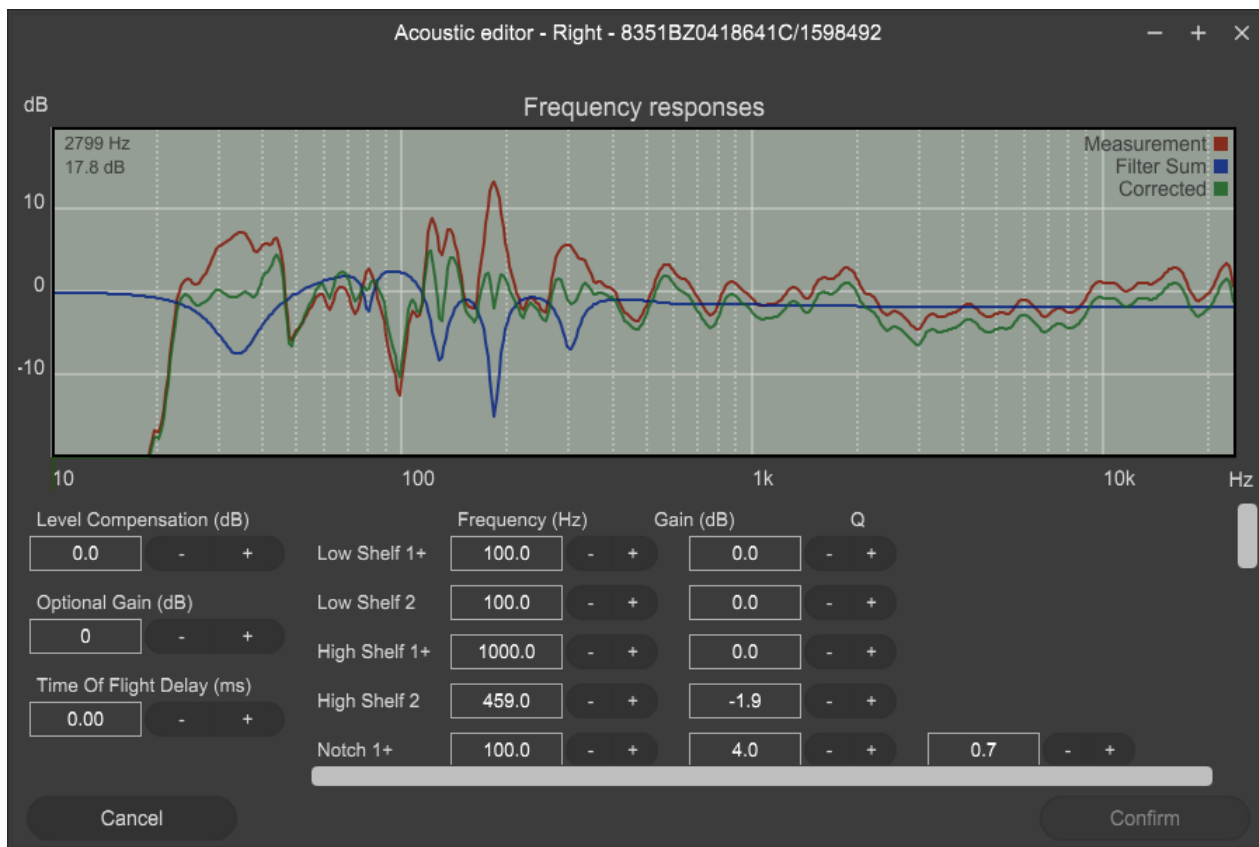 Acoustic editor - Right - 8351BZ0418641C/1598492
dB
Frequency responses
2799 Hz
17.8 dB
Measurement
Filter Sum
Corrected
10
0
-10
10 100 1k 10k Hz
Level Compensation (dB)
0.0 - +
Optional Gain (dB)
0 - +
Time Of Flight Delay (ms)
0.00 - +
Frequency (Hz) Gain (dB) Q
Low Shelf 1+ 100.0 - + 0.0 - +
Low Shelf 2 100.0 - + 0.0 - +
High Shelf 1+ 1000.0 - + 0.0 - +
High Shelf 2 459.0 - + -1.9 - +
Notch 1+ 100.0 - + 4.0 - + 0.7 - +
Cancel
Confirm